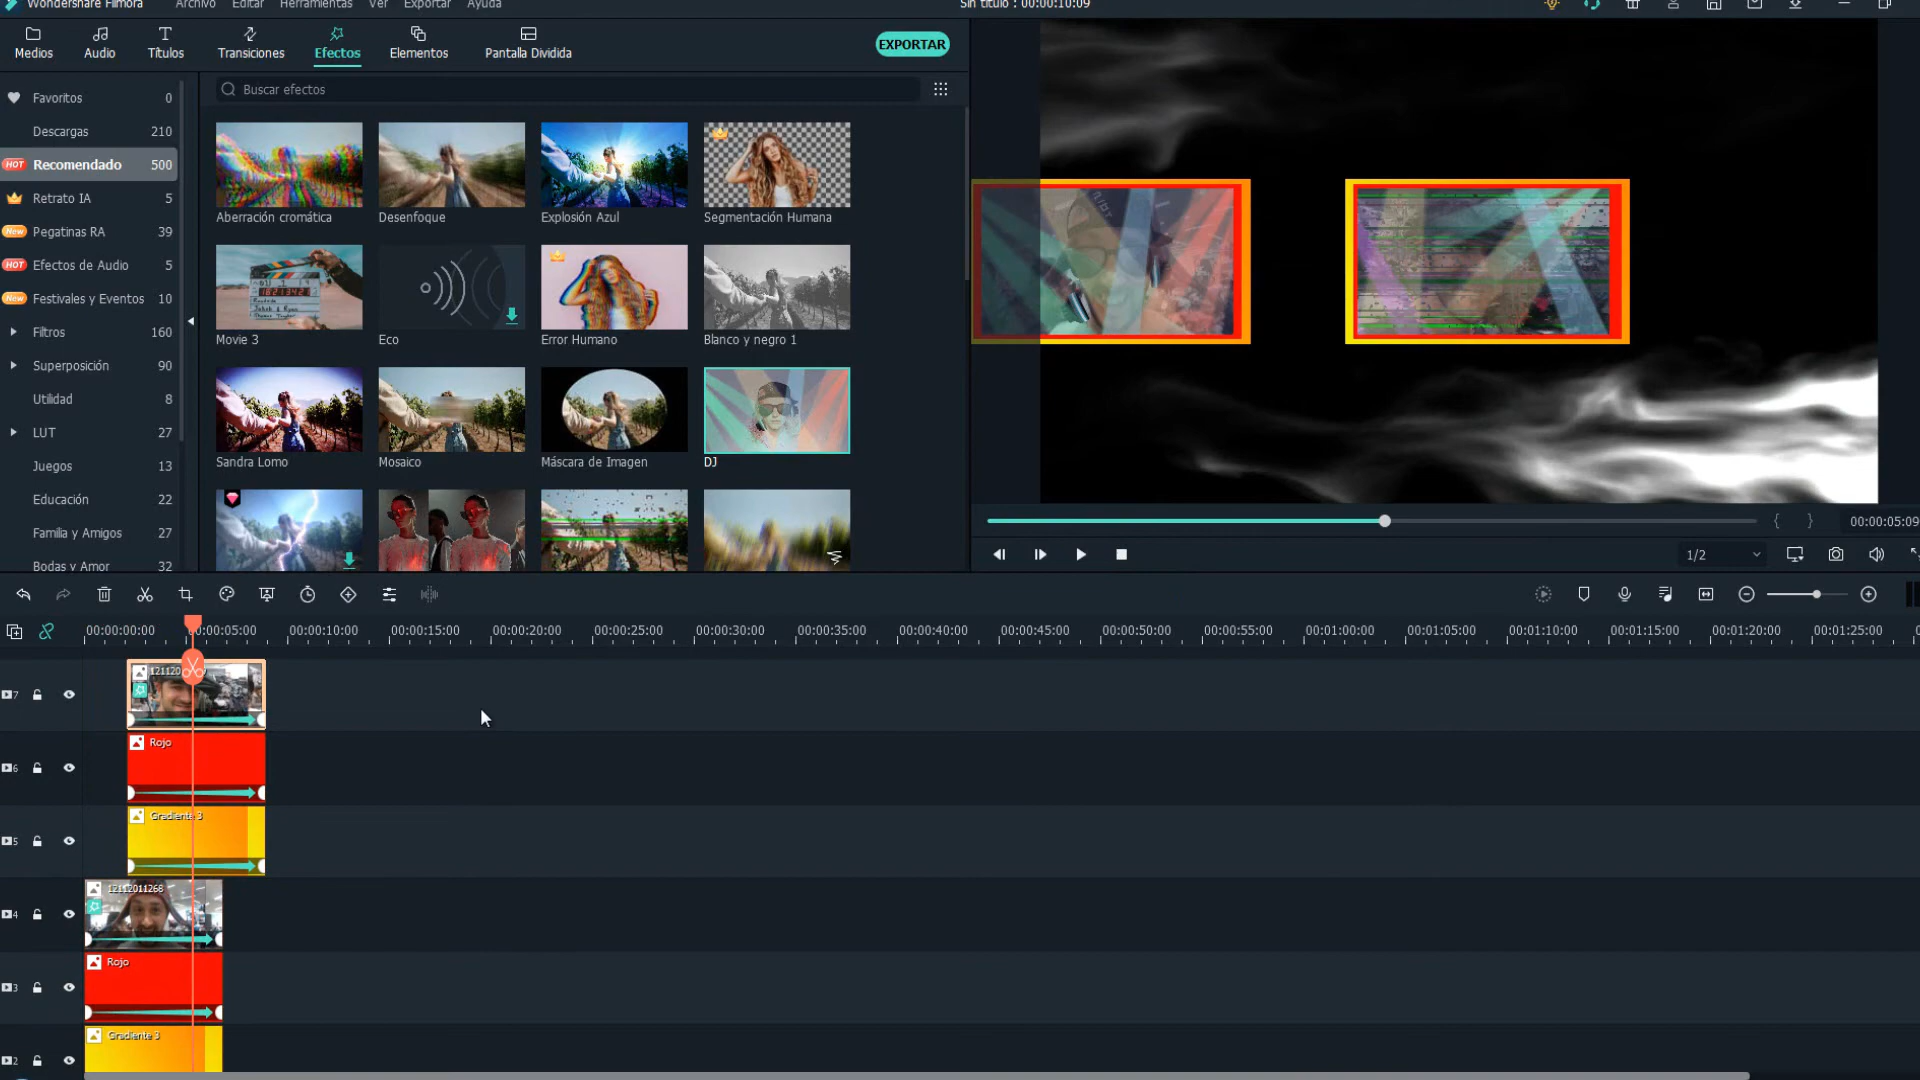 Wondershare Filmora
Archivo Editar Herramientas Ver Exportar Ayuda
Sin título : 00:00:10:09
Medios Audio Títulos Transiciones Efectos Elementos Pantalla Dividida
EXPORTAR
Buscar efectos
Favoritos 0
Descargas 210
HOT Recomendado 500
Retrato IA 5
New Pegatinas RA 39
HOT Efectos de Audio 5
New Festivales y Eventos 10
Filtros 160
Superposición 90
Utilidad 8
LUT 27
Juegos 13
Educación 22
Familia y Amigos 27
Bodas y Amor 32
Aberración cromática
Desenfoque
Explosión Azul
Segmentación Humana
Movie 3
Eco
Error Humano
Blanco y negro 1
Sandra Lomo
Mosaico
Máscara de Imagen
DJ
{ } 00:00:05:09
1/2
00:00:00:00 00:00:05:00 00:00:10:00 00:00:15:00 00:00:20:00 00:00:25:00 00:00:30:00 00:00:35:00 00:00:40:00 00:00:45:00 00:00:50:00 00:00:55:00 00:01:00:00 00:01:05:00 00:01:10:00 00:01:15:00 00:01:20:00 00:01:25:00
7
6 Rojo
5 Gradiente 3
4 12112011268
3 Rojo
2 Gradiente 3